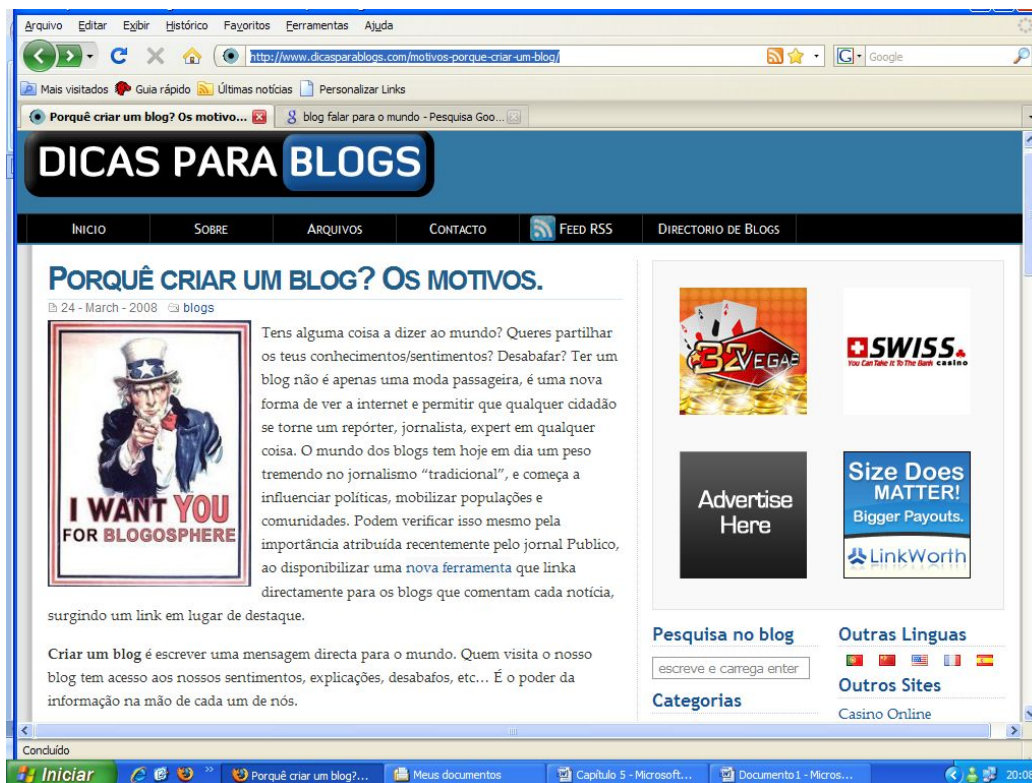 Arquivo Editar Exibir Histórico Favoritos Ferramentas Ajuda
http://www.dicasparablogs.com/motivos-porque-criar-um-blog/
G Google
Mais visitados Guia rápido Últimas notícias Personalizar Links
Porquê criar um blog? Os motivo... blog falar para o mundo - Pesquisa Goo...
DICAS PARA BLOGS
INICIO SOBRE ARQUIVOS CONTACTO FEED RSS DIRECTORIO DE BLOGS
PORQUÊ CRIAR UM BLOG? OS MOTIVOS.
24 - March - 2008 blogs
I WANT YOU
FOR BLOGOSPHERE
Tens alguma coisa a dizer ao mundo? Queres partilhar
os teus conhecimentos/sentimentos? Desabafar? Ter um
blog não é apenas uma moda passageira, é uma nova
forma de ver a internet e permitir que qualquer cidadão
se torne um repórter, jornalista, expert em qualquer
coisa. O mundo dos blogs tem hoje em dia um peso
tremendo no jornalismo “tradicional”, e começa a
influenciar políticas, mobilizar populações e
comunidades. Podem verificar isso mesmo pela
importância atribuída recentemente pelo jornal Publico,
ao disponibilizar uma nova ferramenta que linka
directamente para os blogs que comentam cada notícia,
surgindo um link em lugar de destaque.
Criar um blog é escrever uma mensagem directa para o mundo. Quem visita o nosso
blog tem acesso aos nossos sentimentos, explicações, desabafos, etc... É o poder da
informação na mão de cada um de nós.
32VEGAS
SWISS
You Can Take It To The Bank casino
Advertise
Here
Size Does
MATTER!
Bigger Payouts.
LinkWorth
Pesquisa no blog
escreve e carrega enter
Categorias
Outras Linguas
Outros Sites
Casino Online
Concluído
Iniciar Porquê criar um blog?... Meus documentos Capítulo 5 - Microsoft... Documento1 - Micros... 20:08